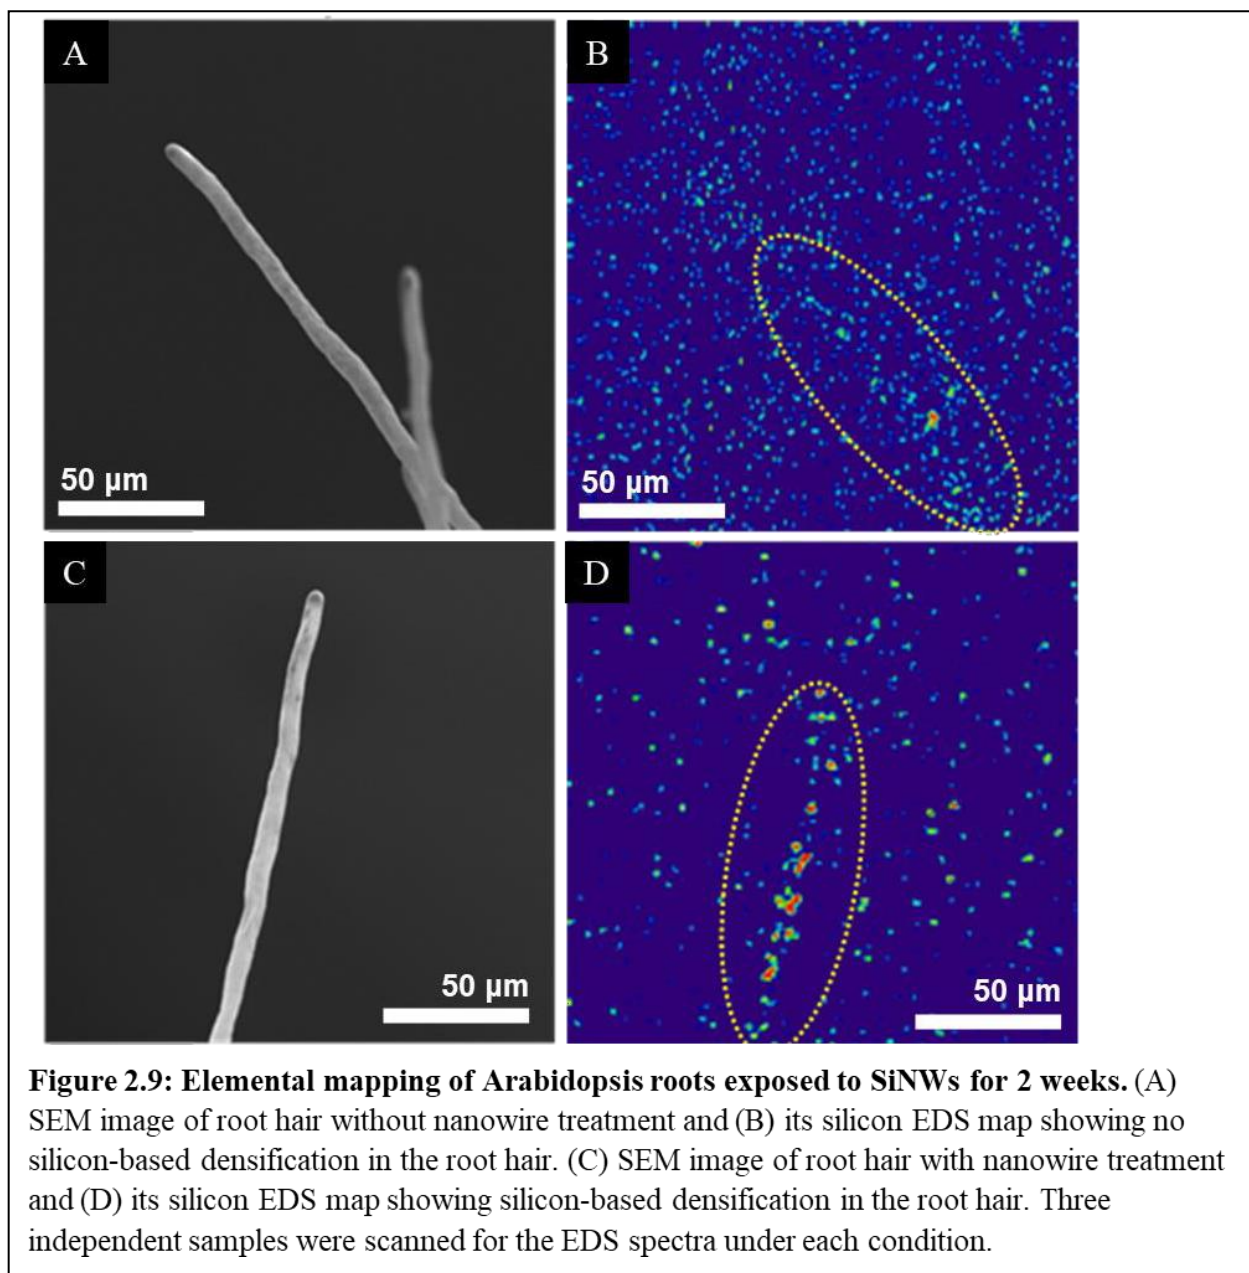 A
B
50 µm
50 µm
C
D
50 µm
50 µm
Figure 2.9: Elemental mapping of Arabidopsis roots exposed to SiNWs for 2 weeks. (A)
SEM image of root hair without nanowire treatment and (B) its silicon EDS map showing no
silicon-based densification in the root hair. (C) SEM image of root hair with nanowire treatment
and (D) its silicon EDS map showing silicon-based densification in the root hair. Three
independent samples were scanned for the EDS spectra under each condition.